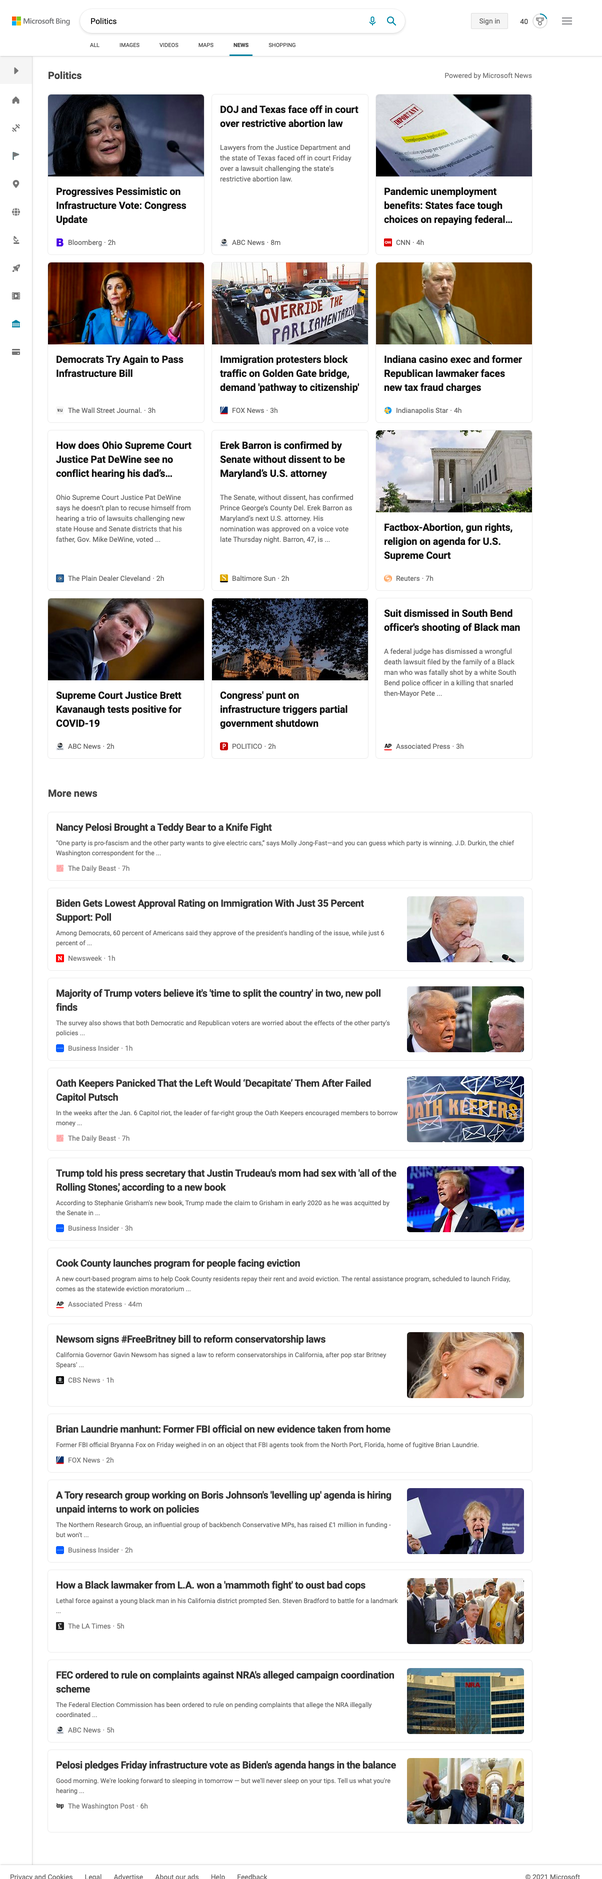 Microsoft Bing
Politics
Sign in
40
ALL
IMAGES
VIDEOS
MAPS
NEWS
SHOPPING
Politics
Powered by Microsoft News
Progressives Pessimistic on
Infrastructure Vote: Congress
Update
Bloomberg · 2h
DOJ and Texas face off in court
over restrictive abortion law
Lawyers from the Justice Department and
the state of Texas faced off in court Friday
over a lawsuit challenging the state's
restrictive abortion law.
ABC News · 8m
IMPORTANT
Pandemic unemployment
benefits: States face tough
choices on repaying federal...
CNN · 4h
Democrats Try Again to Pass
Infrastructure Bill
The Wall Street Journal. · 3h
OVERRIDE THE
PARLIAMENTARIAN
Immigration protesters block
traffic on Golden Gate bridge,
demand 'pathway to citizenship'
FOX News · 3h
Indiana casino exec and former
Republican lawmaker faces
new tax fraud charges
Indianapolis Star · 4h
How does Ohio Supreme Court
Justice Pat DeWine see no
conflict hearing his dad's...
Ohio Supreme Court Justice Pat DeWine
says he doesn't plan to recuse himself from
hearing a trio of lawsuits challenging new
state House and Senate districts that his
father, Gov. Mike DeWine, voted ...
The Plain Dealer Cleveland · 2h
Erek Barron is confirmed by
Senate without dissent to be
Maryland's U.S. attorney
The Senate, without dissent, has confirmed
Prince George's County Del. Erek Barron as
Maryland's next U.S. attorney. His
nomination was approved on a voice vote
late Thursday night. Barron, 47, is ...
Baltimore Sun · 2h
Factbox-Abortion, gun rights,
religion on agenda for U.S.
Supreme Court
Reuters · 7h
Supreme Court Justice Brett
Kavanaugh tests positive for
COVID-19
ABC News · 2h
Congress' punt on
infrastructure triggers partial
government shutdown
POLITICO · 2h
Suit dismissed in South Bend
officer's shooting of Black man
A federal judge has dismissed a wrongful
death lawsuit filed by the family of a Black
man who was fatally shot by a white South
Bend police officer in a killing that snarled
then-Mayor Pete ...
AP Associated Press · 3h
More news
Nancy Pelosi Brought a Teddy Bear to a Knife Fight
"One party is pro-fascism and the other party wants to give electric cars," says Molly Jong-Fast—and you can guess which party is winning. J.D. Durkin, the chief
Washington correspondent for the ...
The Daily Beast · 7h
Biden Gets Lowest Approval Rating on Immigration With Just 35 Percent
Support: Poll
Among Democrats, 60 percent of Americans said they approve of the president's handling of the issue, while just 6
percent of ...
Newsweek · 1h
Majority of Trump voters believe it's 'time to split the country' in two, new poll
finds
The survey also shows that both Democratic and Republican voters are worried about the effects of the other party's
policies ...
Business Insider · 1h
Oath Keepers Panicked That the Left Would 'Decapitate' Them After Failed
Capitol Putsch
In the weeks after the Jan. 6 Capitol riot, the leader of far-right group the Oath Keepers encouraged members to borrow
money ...
The Daily Beast · 7h
OATH KEEPERS
Trump told his press secretary that Justin Trudeau's mom had sex with 'all of the
Rolling Stones,' according to a new book
According to Stephanie Grisham's new book, Trump made the claim to Grisham in early 2020 as he was acquitted by
the Senate in ...
Business Insider · 3h
Cook County launches program for people facing eviction
A new court-based program aims to help Cook County residents repay their rent and avoid eviction. The rental assistance program, scheduled to launch Friday,
comes as the statewide eviction moratorium ...
AP Associated Press · 44m
Newsom signs #FreeBritney bill to reform conservatorship laws
California Governor Gavin Newsom has signed a law to reform conservatorships in California, after pop star Britney
Spears' ...
CBS News · 1h
Brian Laundrie manhunt: Former FBI official on new evidence taken from home
Former FBI official Bryanna Fox on Friday weighed in on an object that FBI agents took from the North Port, Florida, home of fugitive Brian Laundrie.
FOX News · 2h
A Tory research group working on Boris Johnson's 'levelling up' agenda is hiring
unpaid interns to work on policies
The Northern Research Group, an influential group of backbench Conservative MPs, has raised £1 million in funding -
but won't ...
Business Insider · 2h
How a Black lawmaker from L.A. won a 'mammoth fight' to oust bad cops
Lethal force against a young black man in his California district prompted Sen. Steven Bradford to battle for a landmark
...
The LA Times · 5h
FEC ordered to rule on complaints against NRA's alleged campaign coordination
scheme
The Federal Election Commission has been ordered to rule on pending complaints that allege the NRA illegally
coordinated ...
ABC News · 5h
NRA
Pelosi pledges Friday infrastructure vote as Biden's agenda hangs in the balance
Good morning. We're looking forward to sleeping in tomorrow — but we'll never sleep on your tips. Tell us what you're
hearing ...
wp The Washington Post · 6h
Privacy and Cookies
Legal
Advertise
About our ads
Help
Feedback
© 2021 Microsoft